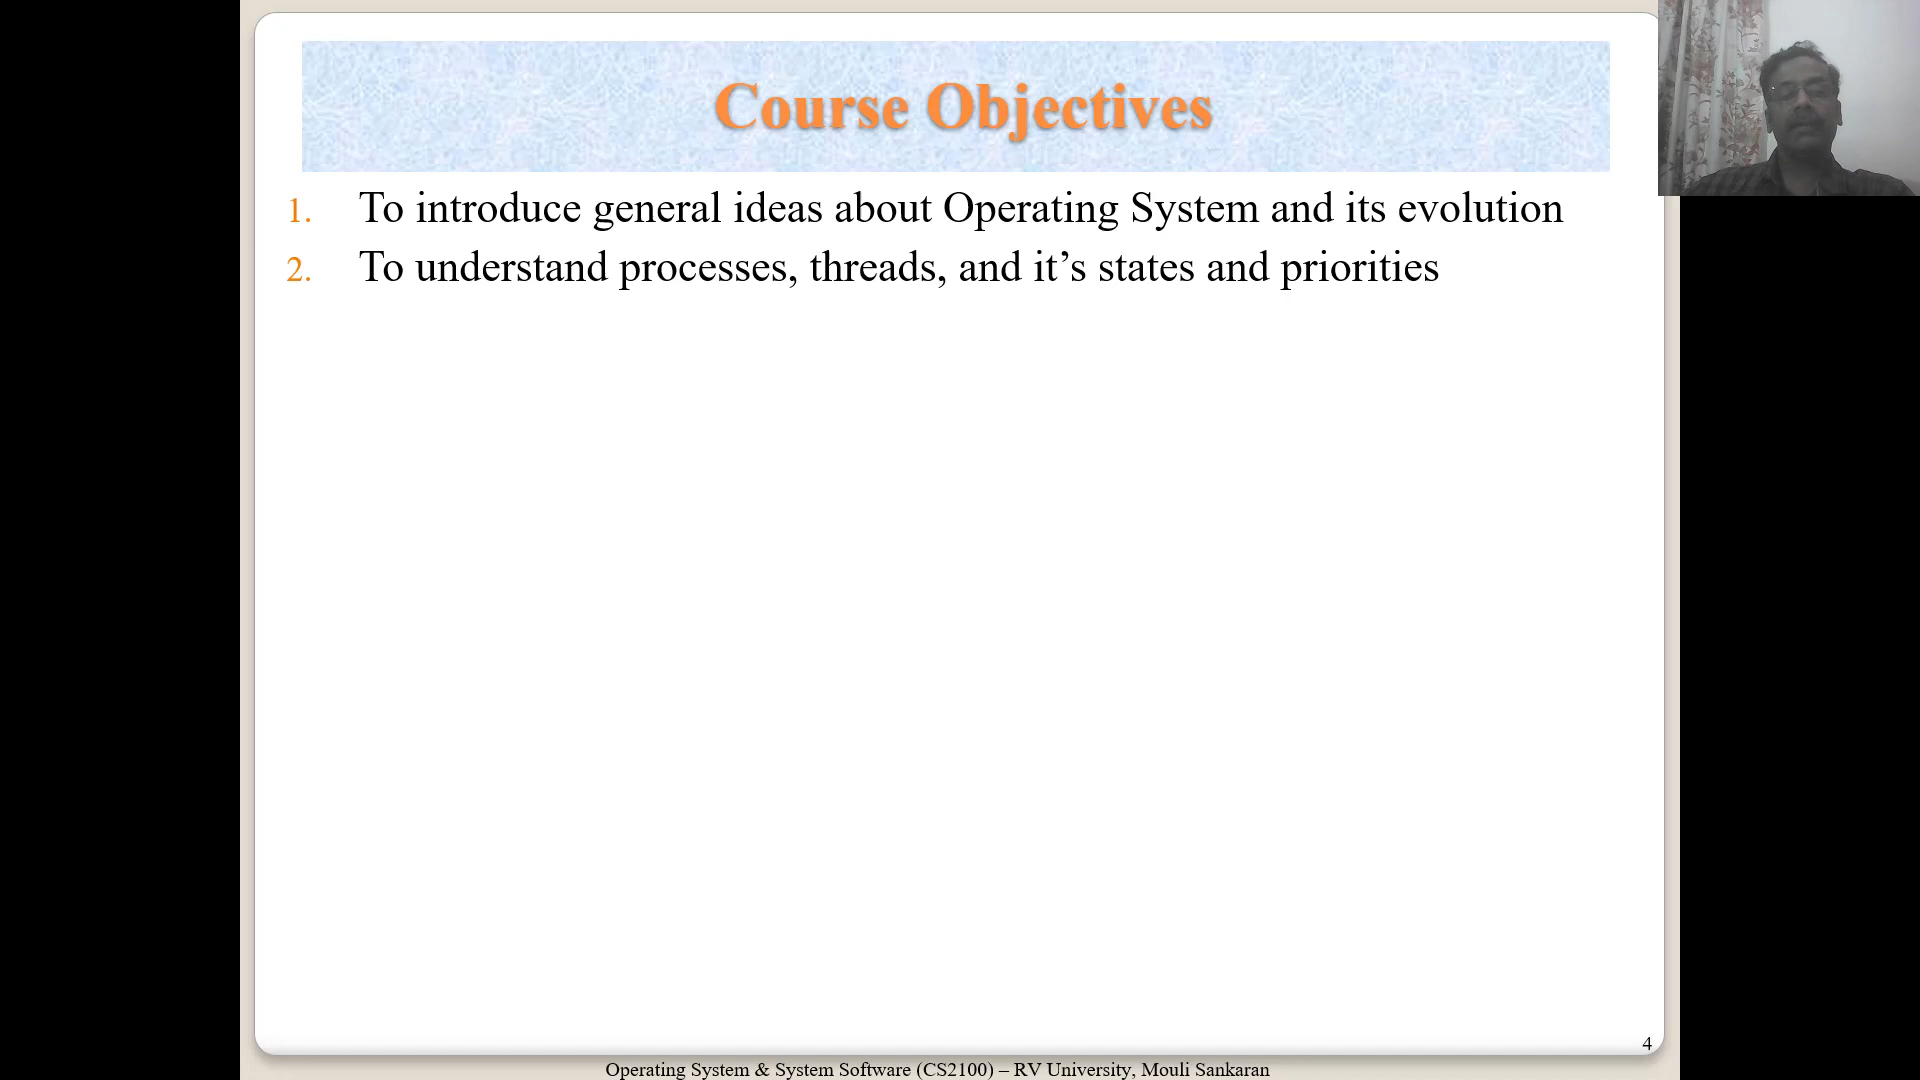 Course Objectives
1. To introduce general ideas about Operating System and its evolution
2. To understand processes, threads, and it’s states and priorities
4
Operating System & System Software (CS2100) – RV University, Mouli Sankaran